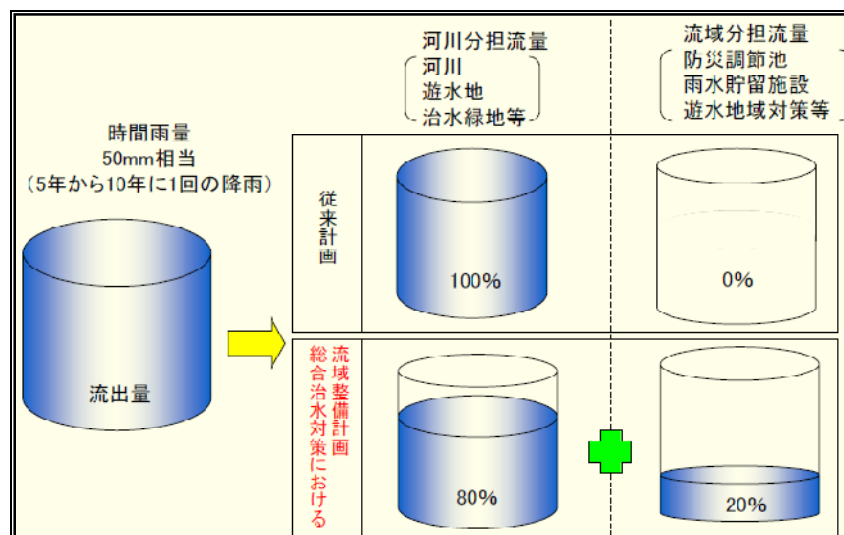 時間雨量
50mm相当
（5年から10年に1回の降雨）
流出量
河川分担流量
河川
遊水地
治水緑地等
流域分担流量
防災調節池
雨水貯留施設
遊水地域対策等
従来計画
100%
0%
総合治水対策における
流域整備計画
80%
20%